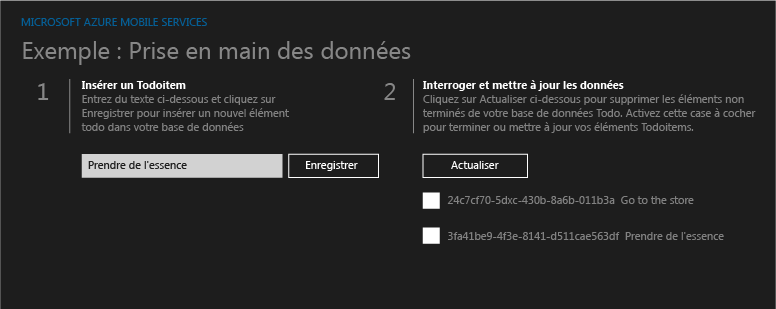 MICROSOFT AZURE MOBILE SERVICES
Exemple : Prise en main des données
1
Insérer un Todoitem
Entrez du texte ci-dessous et cliquez sur
Enregistrer pour insérer un nouvel élément
todo dans votre base de données
Prendre de l'essence
Enregistrer
2
Interroger et mettre à jour les données
Cliquez sur Actualiser ci-dessous pour supprimer les éléments non
terminés de votre base de données Todo. Activez cette case à cocher
pour terminer ou mettre à jour vos éléments Todoitems.
Actualiser
24c7cf70-5dxc-430b-8a6b-011b3a Go to the store
3fa41be9-4f3e-8141-d511cae563df Prendre de l'essence